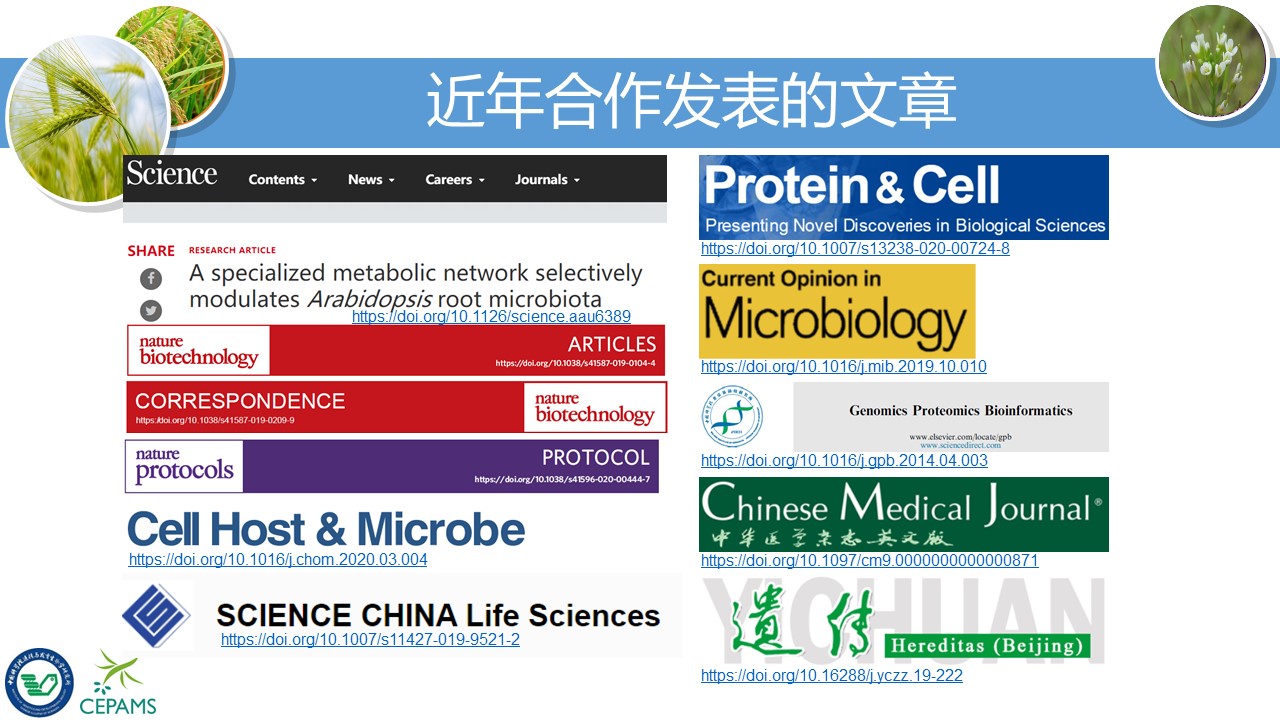 近年合作发表的文章
Science
Contents
News
Careers
Journals
SHARE
RESEARCH ARTICLE
A specialized metabolic network selectively
modulates Arabidopsis root microbiota
https://doi.org/10.1126/science.aau6389
nature
biotechnology
ARTICLES
https://doi.org/10.1038/s41587-019-0104-4
CORRESPONDENCE
https://doi.org/10.1038/s41587-019-0209-9
nature
biotechnology
nature
protocols
PROTOCOL
https://doi.org/10.1038/s41596-020-00444-7
Cell Host & Microbe
https://doi.org/10.1016/j.chom.2020.03.004
SCIENCE CHINA Life Sciences
https://doi.org/10.1007/s11427-019-9521-2
CEPAMS
Protein & Cell
Presenting Novel Discoveries in Biological Sciences
https://doi.org/10.1007/s13238-020-00724-8
Current Opinion in
Microbiology
https://doi.org/10.1016/j.mib.2019.10.010
Genomics Proteomics Bioinformatics
www.elsevier.com/locate/gpb
www.sciencedirect.com
https://doi.org/10.1016/j.gpb.2014.04.003
Chinese Medical Journal®
中华医学杂志英文版
https://doi.org/10.1097/cm9.0000000000000871
YICHUAN
遗传
Hereditas (Beijing)
https://doi.org/10.16288/j.yczz.19-222